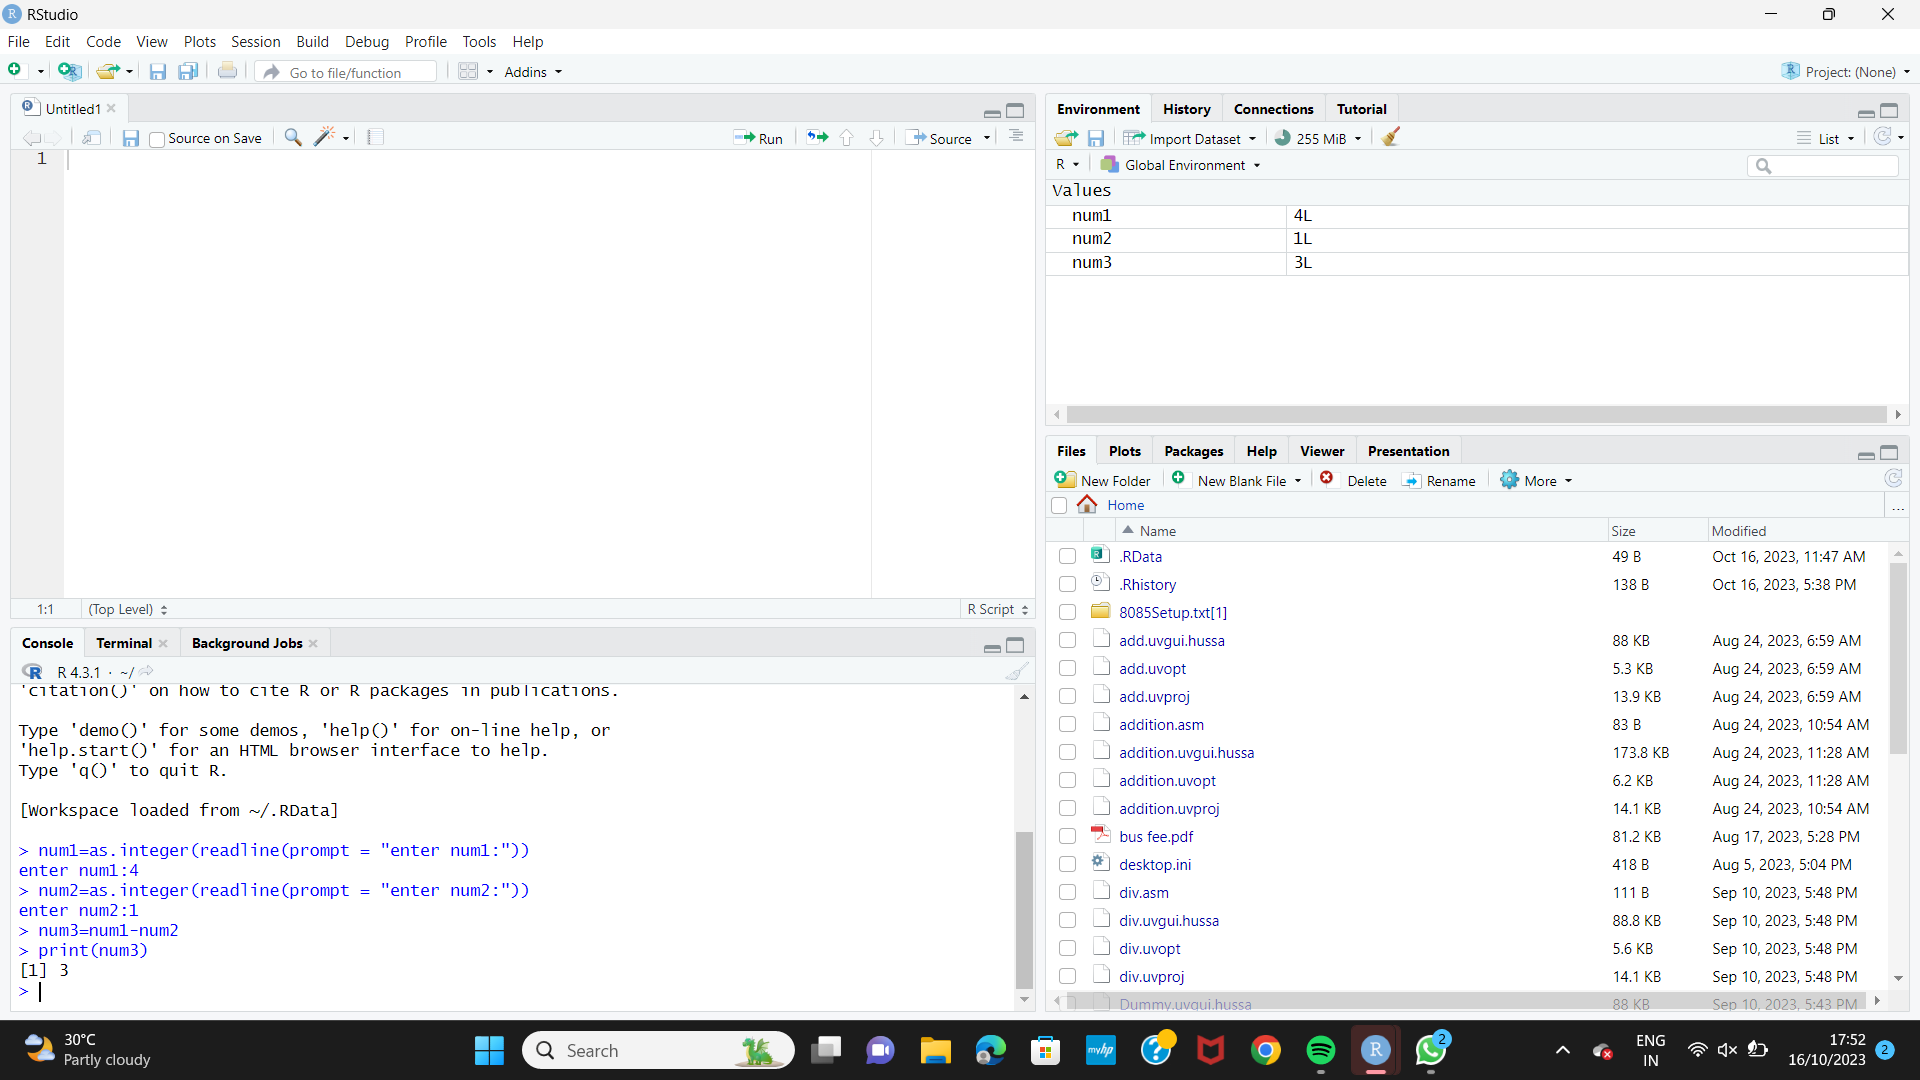 RStudio
File Edit Code View Plots Session Build Debug Profile Tools Help
Go to file/function Addins Project: (None)
Untitled1
Source on Save Run Source
1
1:1 (Top Level) R Script
Console Terminal Background Jobs
R 4.3.1 · ~/
'citation()' on how to cite R or R packages in publications.
Type 'demo()' for some demos, 'help()' for on-line help, or
'help.start()' for an HTML browser interface to help.
Type 'q()' to quit R.
[Workspace loaded from ~/.RData]
> num1=as.integer(readline(prompt = "enter num1:"))
enter num1:4
> num2=as.integer(readline(prompt = "enter num2:"))
enter num2:1
> num3=num1-num2
> print(num3)
[1] 3
>
Environment History Connections Tutorial
Import Dataset 255 MiB List
R Global Environment
Values
num1 4L
num2 1L
num3 3L
Files Plots Packages Help Viewer Presentation
New Folder New Blank File Delete Rename More
Home ...
Name Size Modified
.RData 49 B Oct 16, 2023, 11:47 AM
.Rhistory 138 B Oct 16, 2023, 5:38 PM
8085Setup.txt[1]
add.uvgui.hussa 88 KB Aug 24, 2023, 6:59 AM
add.uvopt 5.3 KB Aug 24, 2023, 6:59 AM
add.uvproj 13.9 KB Aug 24, 2023, 6:59 AM
addition.asm 83 B Aug 24, 2023, 10:54 AM
addition.uvgui.hussa 173.8 KB Aug 24, 2023, 11:28 AM
addition.uvopt 6.2 KB Aug 24, 2023, 11:28 AM
addition.uvproj 14.1 KB Aug 24, 2023, 10:54 AM
bus fee.pdf 81.2 KB Aug 17, 2023, 5:28 PM
desktop.ini 418 B Aug 5, 2023, 5:04 PM
div.asm 111 B Sep 10, 2023, 5:48 PM
div.uvgui.hussa 88.8 KB Sep 10, 2023, 5:48 PM
div.uvopt 5.6 KB Sep 10, 2023, 5:48 PM
div.uvproj 14.1 KB Sep 10, 2023, 5:48 PM
Dummy.uvgui.hussa 88 KB Sep 10, 2023, 5:43 PM
30°C
Partly cloudy
Search
myhp
2
ENG
IN
17:52
16/10/2023
2